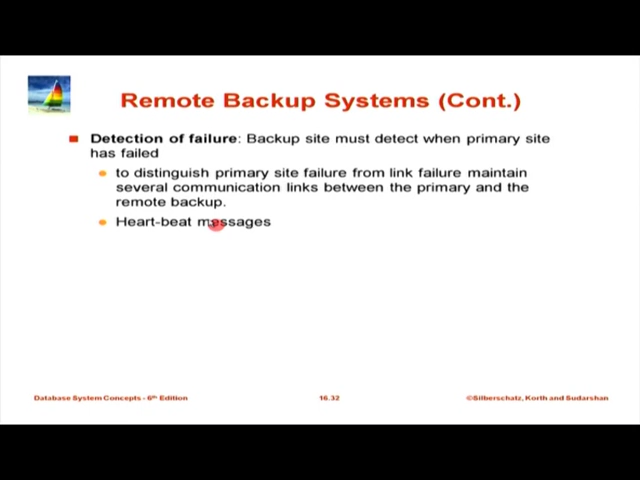 Remote Backup Systems (Cont.)
Detection of failure: Backup site must detect when primary site
has failed
to distinguish primary site failure from link failure maintain
several communication links between the primary and the
remote backup.
Heart-beat messages
Database System Concepts - 6th Edition
16.32
©Silberschatz, Korth and Sudarshan